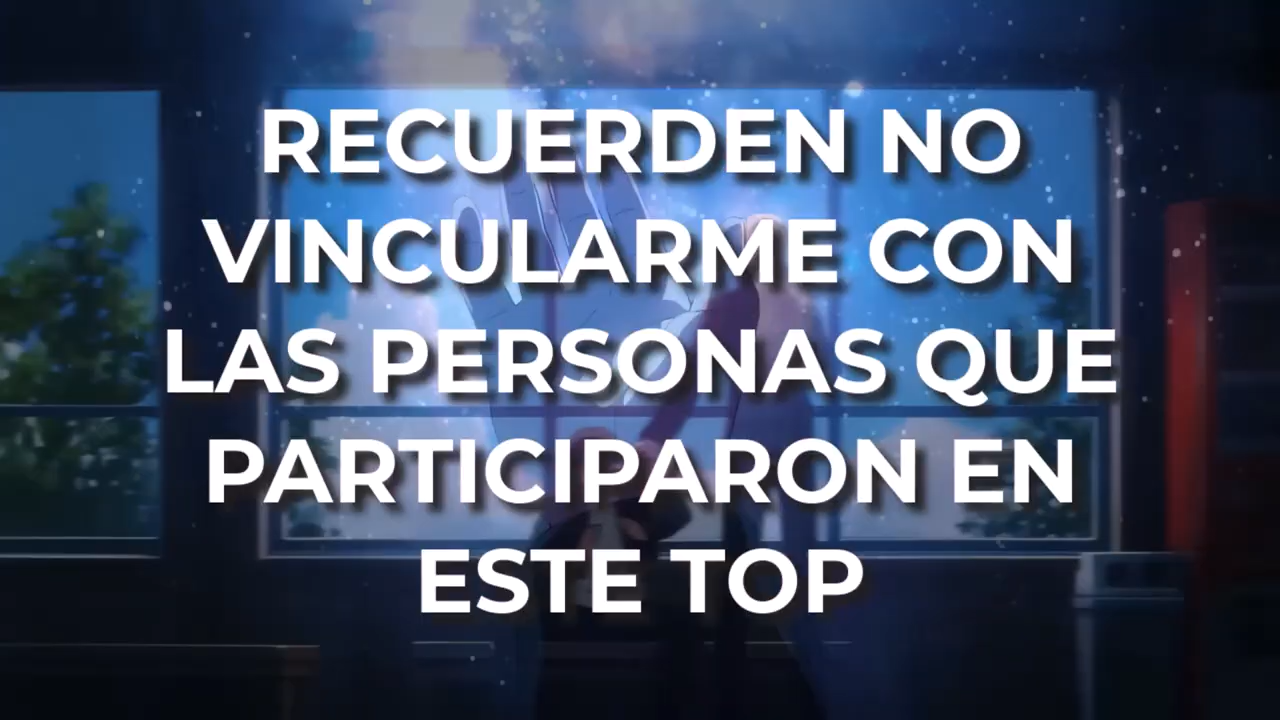 RECUERDEN NO
VINCULARME CON
LAS PERSONAS QUE
PARTICIPARON EN
ESTE TOP